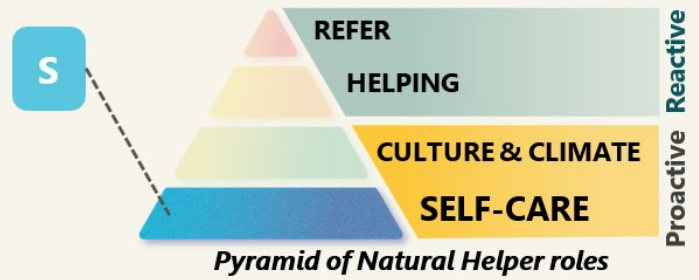 S
REFER
HELPING
Reactive
CULTURE & CLIMATE
SELF-CARE
Proactive
Pyramid of Natural Helper roles